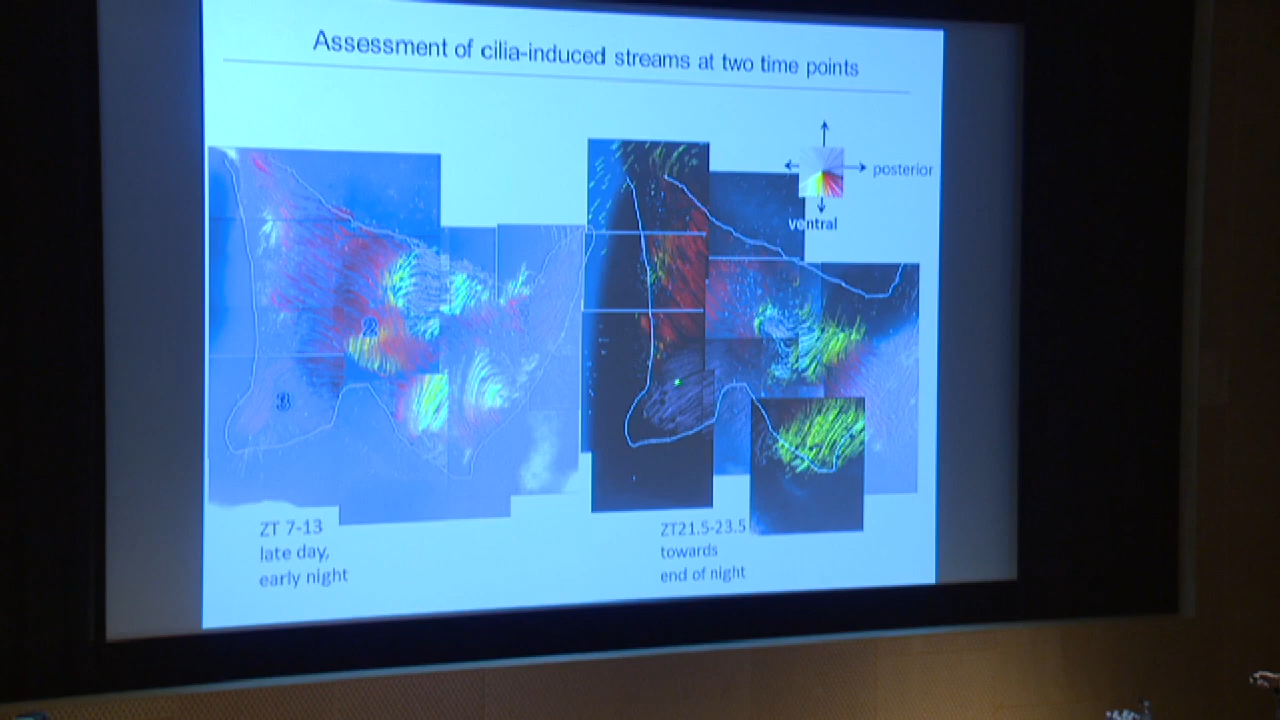 Assessment of cilia-induced streams at two time points
posterior
ventral
2
3
ZT 7-13
late day,
early night
ZT21.5-23.5
towards
end of night